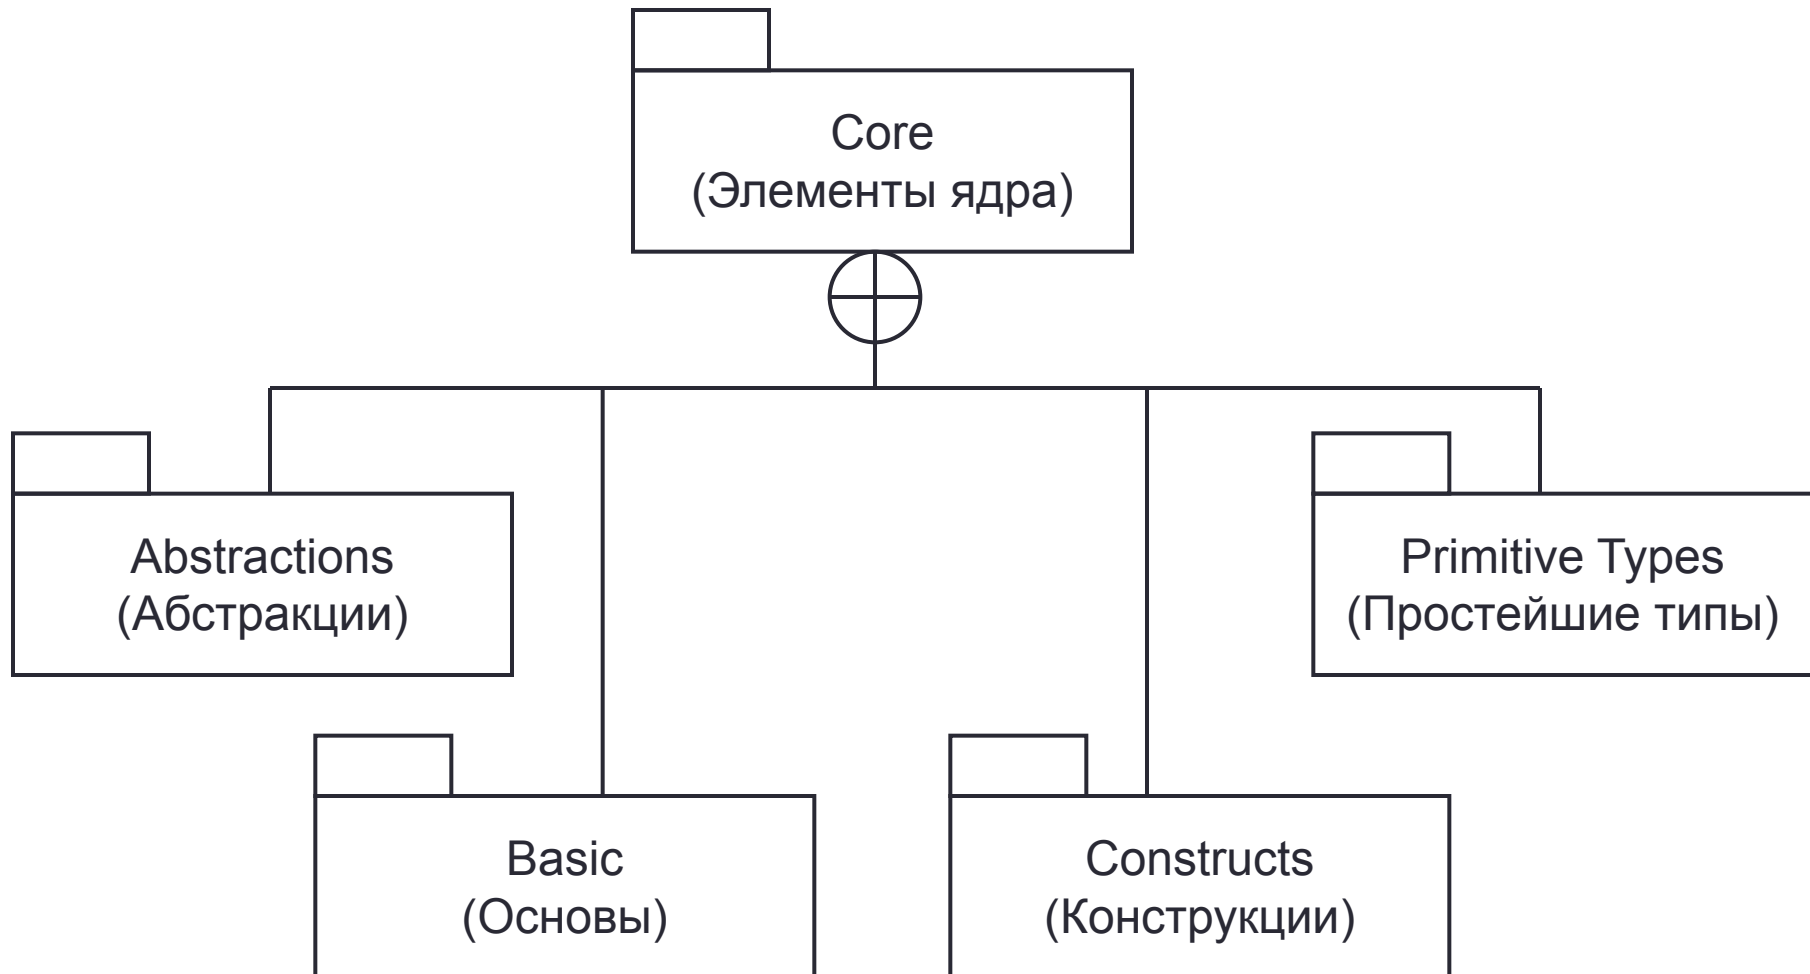 Core
(Элементы ядра)
Abstractions
(Абстракции)
Primitive Types
(Простейшие типы)
Basic
(Основы)
Constructs
(Конструкции)